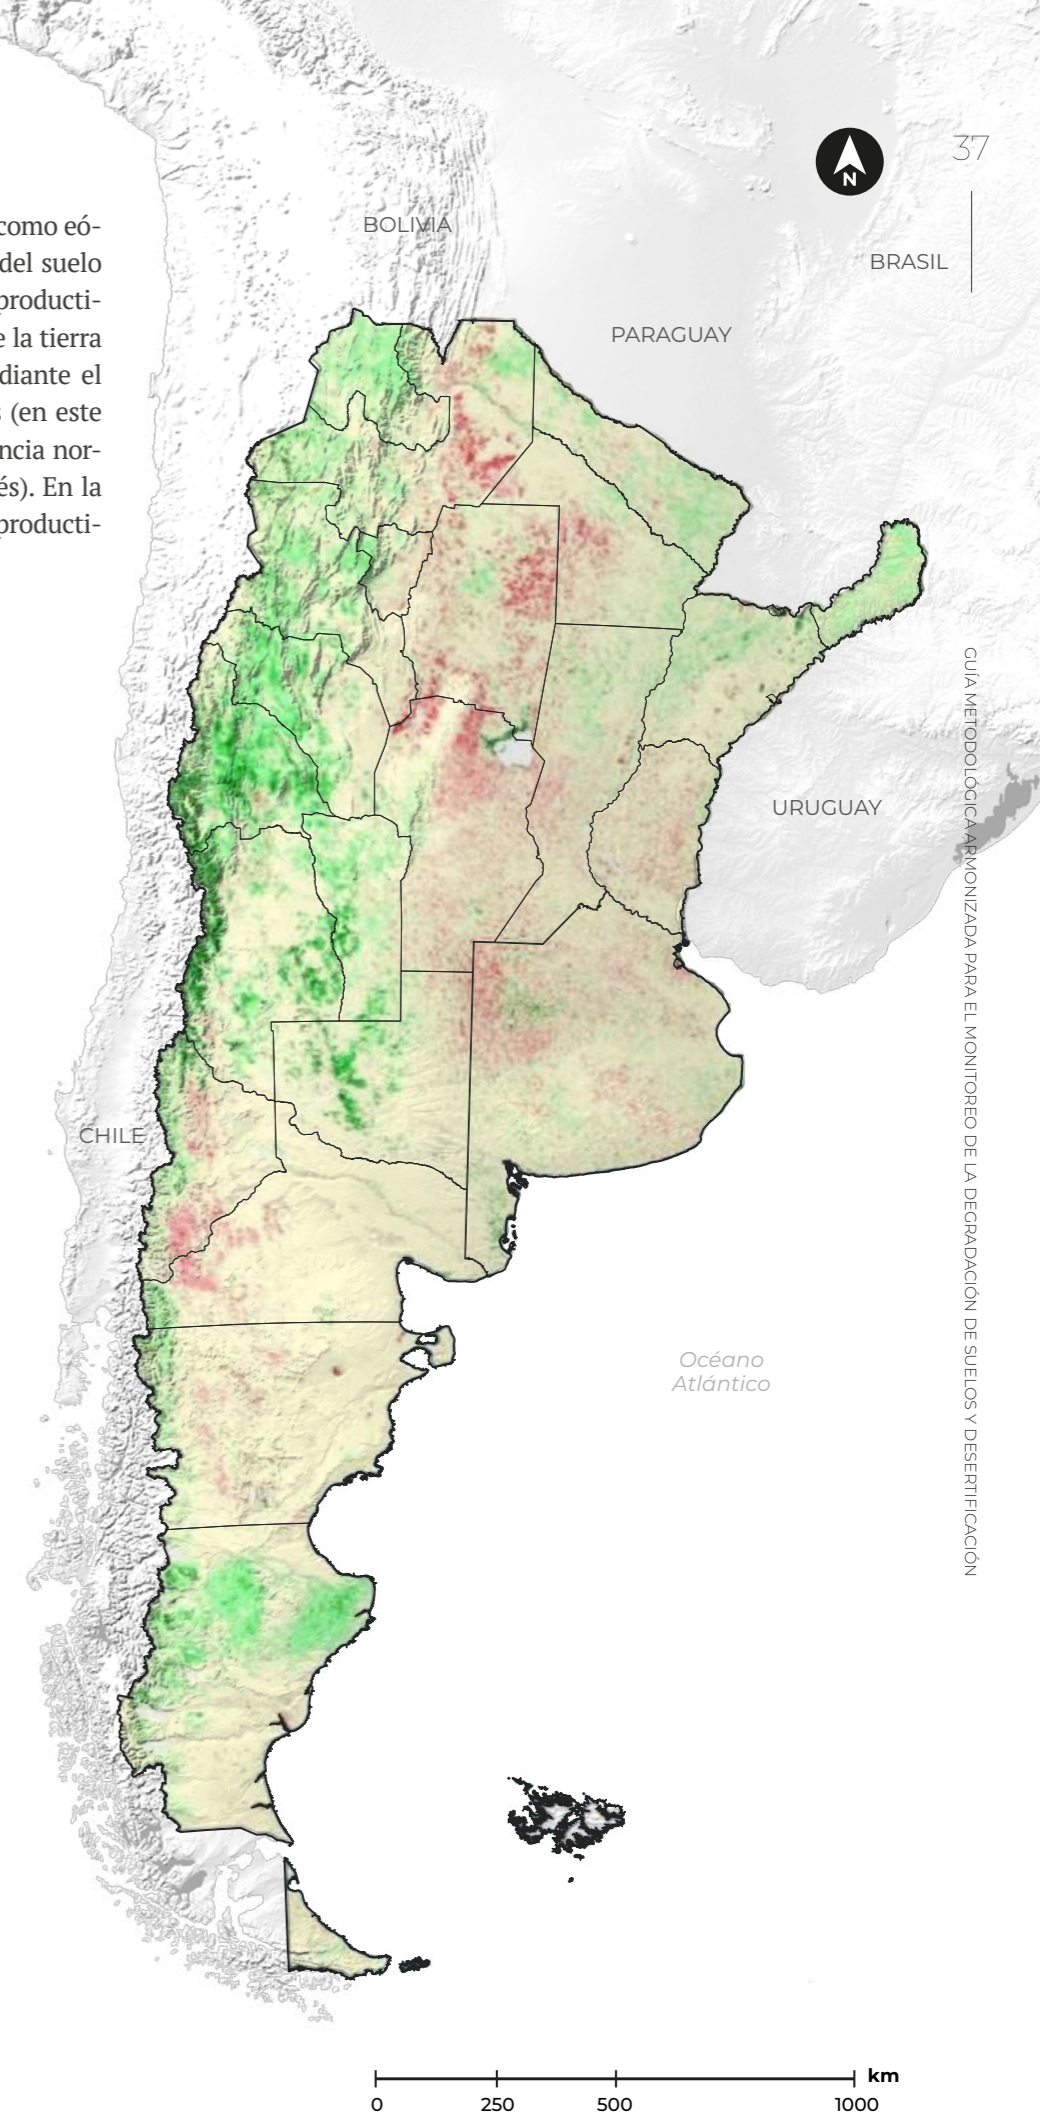 37
como eó-
del suelo
producti-
e la tierra
diante el
s (en este
ncia nor-
és). En la
producti-
N
BOLIVIA
BRASIL
PARAGUAY
URUGUAY
CHILE
Océano
Atlántico
GUÍA METODOLÓGICA ARMONIZADA PARA EL MONITOREO DE LA DEGRADACIÓN DE SUELOS Y DESERTIFICACIÓN
km
0 250 500 1000